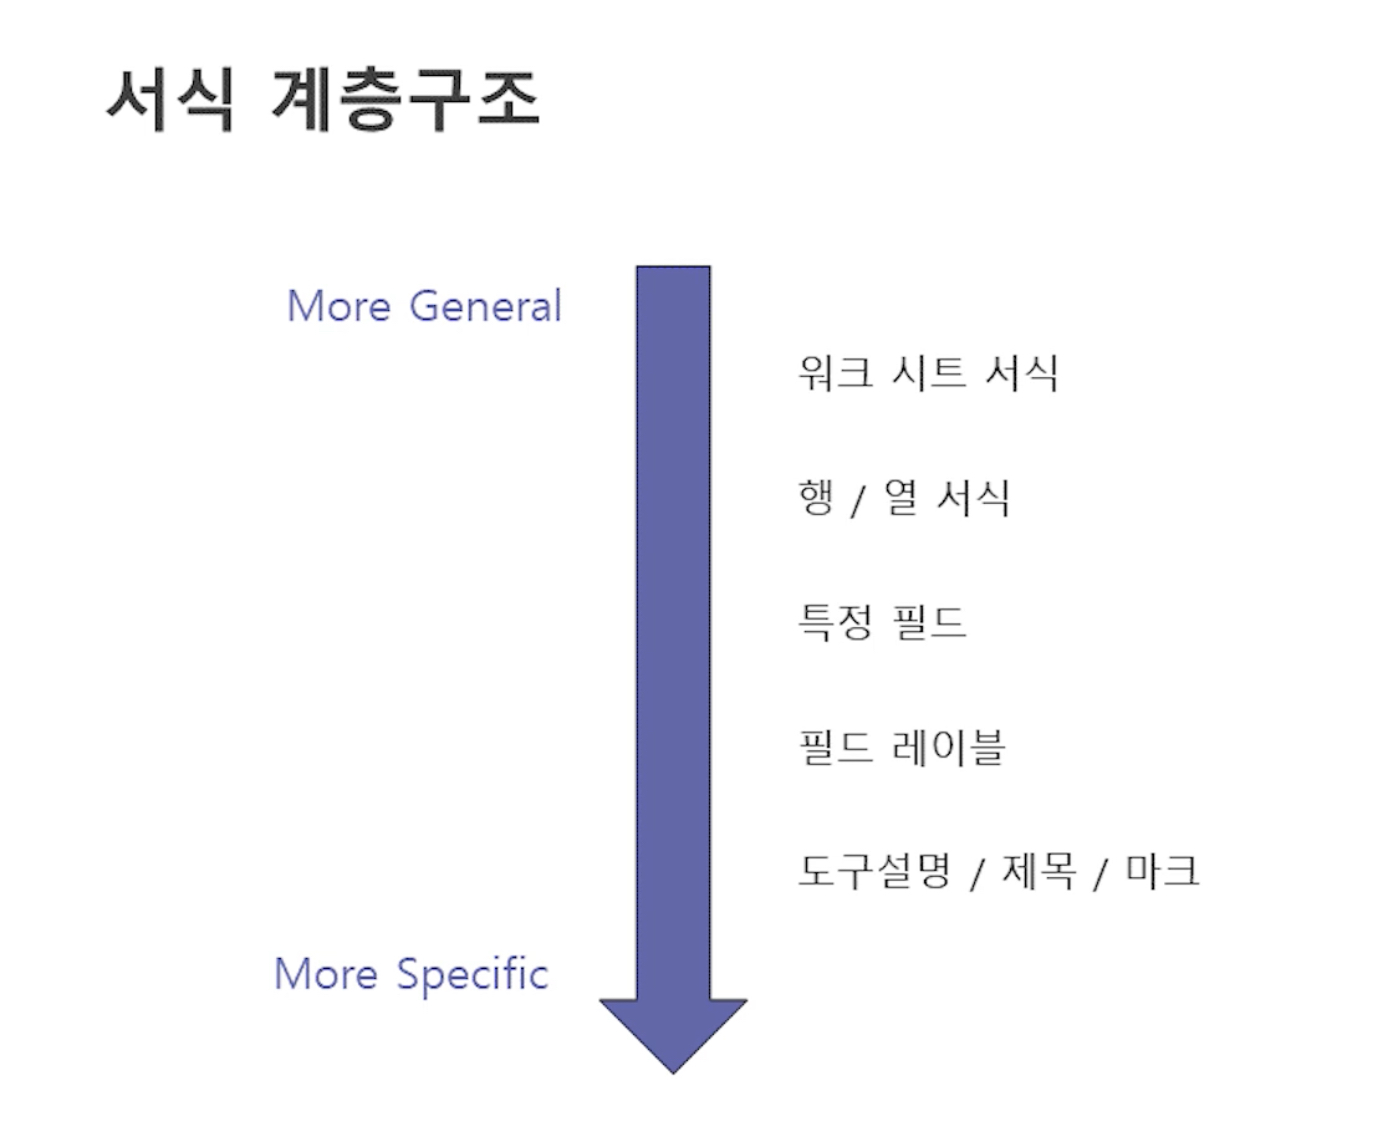 서식 계층구조
More General
워크 시트 서식
행 / 열 서식
특정 필드
필드 레이블
도구설명 / 제목 / 마크
More Specific